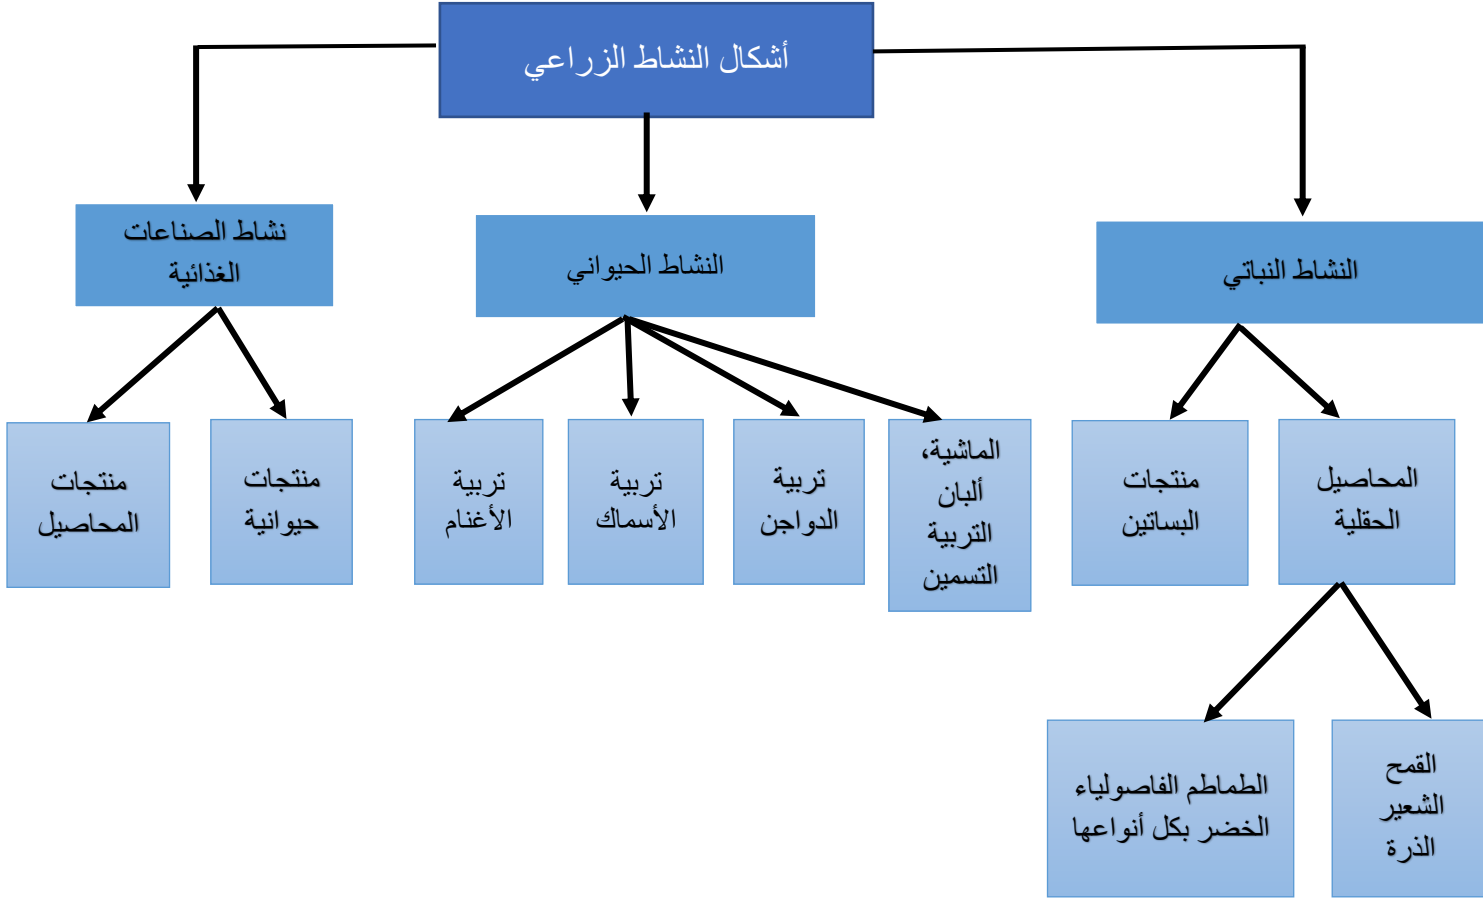 أشكال النشاط الزراعي
النشاط النباتي
النشاط الحيواني
نشاط الصناعات
الغذائية
المحاصيل
الحقلية
منتجات
البساتين
الماشية،
ألبان
التربية
التسمين
تربية
الدواجن
تربية
الأسماك
تربية
الأغنام
منتجات
حيوانية
منتجات
المحاصيل
القمح
الشعير
الذرة
الطماطم الفاصولياء
الخضر بكل أنواعها